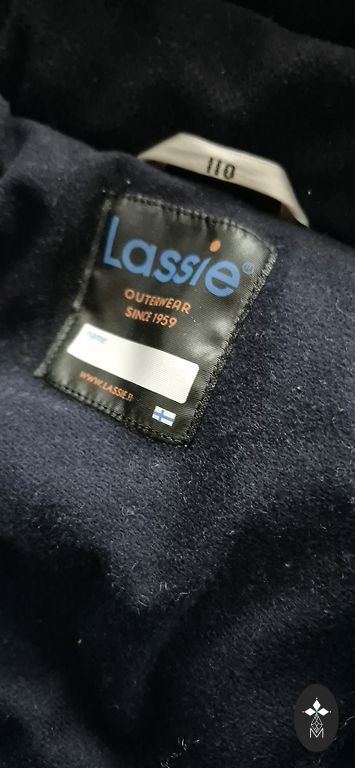 110
Lassie®
OUTERWEAR
SINCE 1959
name:
WWW.LASSIE.FI
M